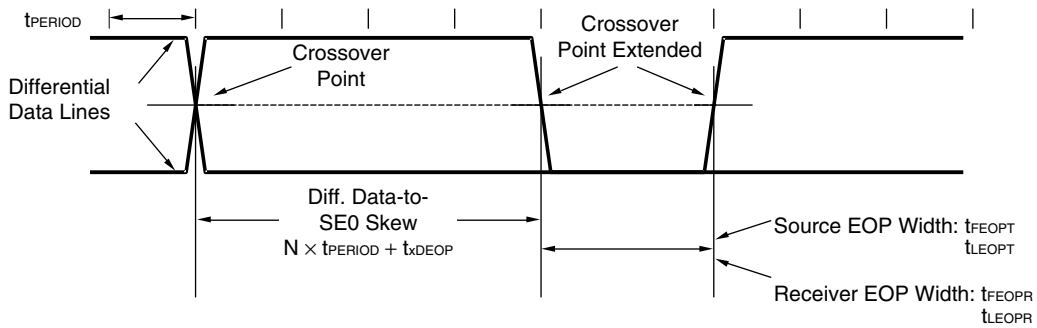 tPERIOD
Crossover
Point
Crossover
Point Extended
Differential
Data Lines
Diff. Data-to-
SE0 Skew
N × tPERIOD + txDEOP
Source EOP Width: tFEOPT
tLEOPT
Receiver EOP Width: tFEOPR
tLEOPR